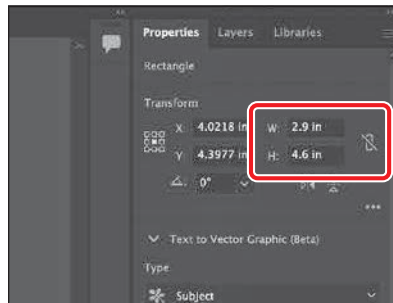 Properties Layers Libraries
Rectangle
Transform
X: 4.0218 in W: 2.9 in
Y: 4.3977 in H: 4.6 in
0°
Text to Vector Graphic (Beta)
Type
Subject